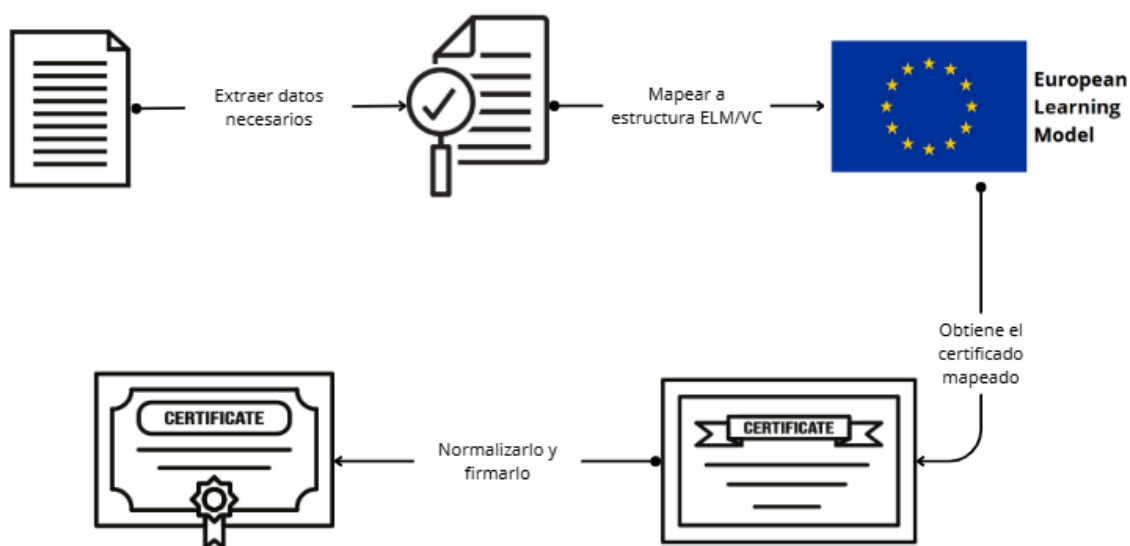 Extraer datos
necesarios
Mapear a
estructura ELM/VC
European
Learning
Model
Obtiene el
certificado
mapeado
CERTIFICATE
Normalizarlo y
firmarlo
CERTIFICATE